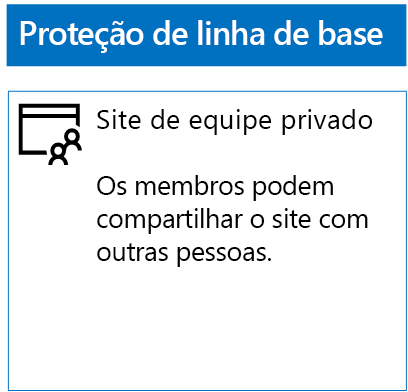 Proteção de linha de base
Site de equipe privado
Os membros podem
compartilhar o site com
outras pessoas.